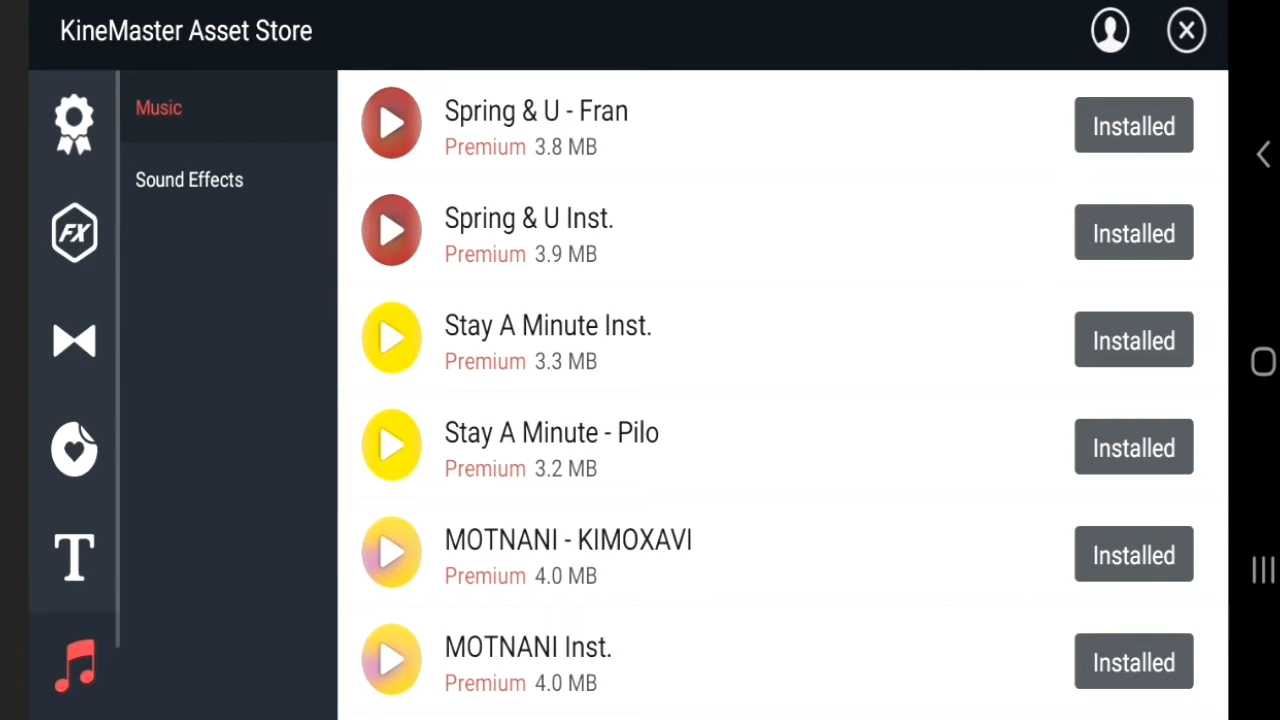 KineMaster Asset Store
Music
Sound Effects
FX
T
Spring & U - Fran
Premium 3.8 MB
Installed
Spring & U Inst.
Premium 3.9 MB
Installed
Stay A Minute Inst.
Premium 3.3 MB
Installed
Stay A Minute - Pilo
Premium 3.2 MB
Installed
MOTNANI - KIMOXAVI
Premium 4.0 MB
Installed
MOTNANI Inst.
Premium 4.0 MB
Installed